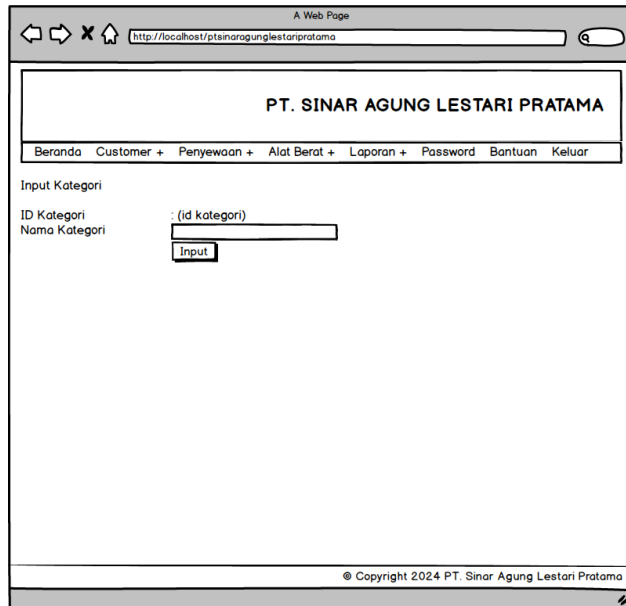 A Web Page
http://localhost/ptsinaragunglestaripratama
PT. SINAR AGUNG LESTARI PRATAMA
Beranda Customer + Penyewaan + Alat Berat + Laporan + Password Bantuan Keluar
Input Kategori
ID Kategori : (id kategori)
Nama Kategori
Input
© Copyright 2024 PT. Sinar Agung Lestari Pratama